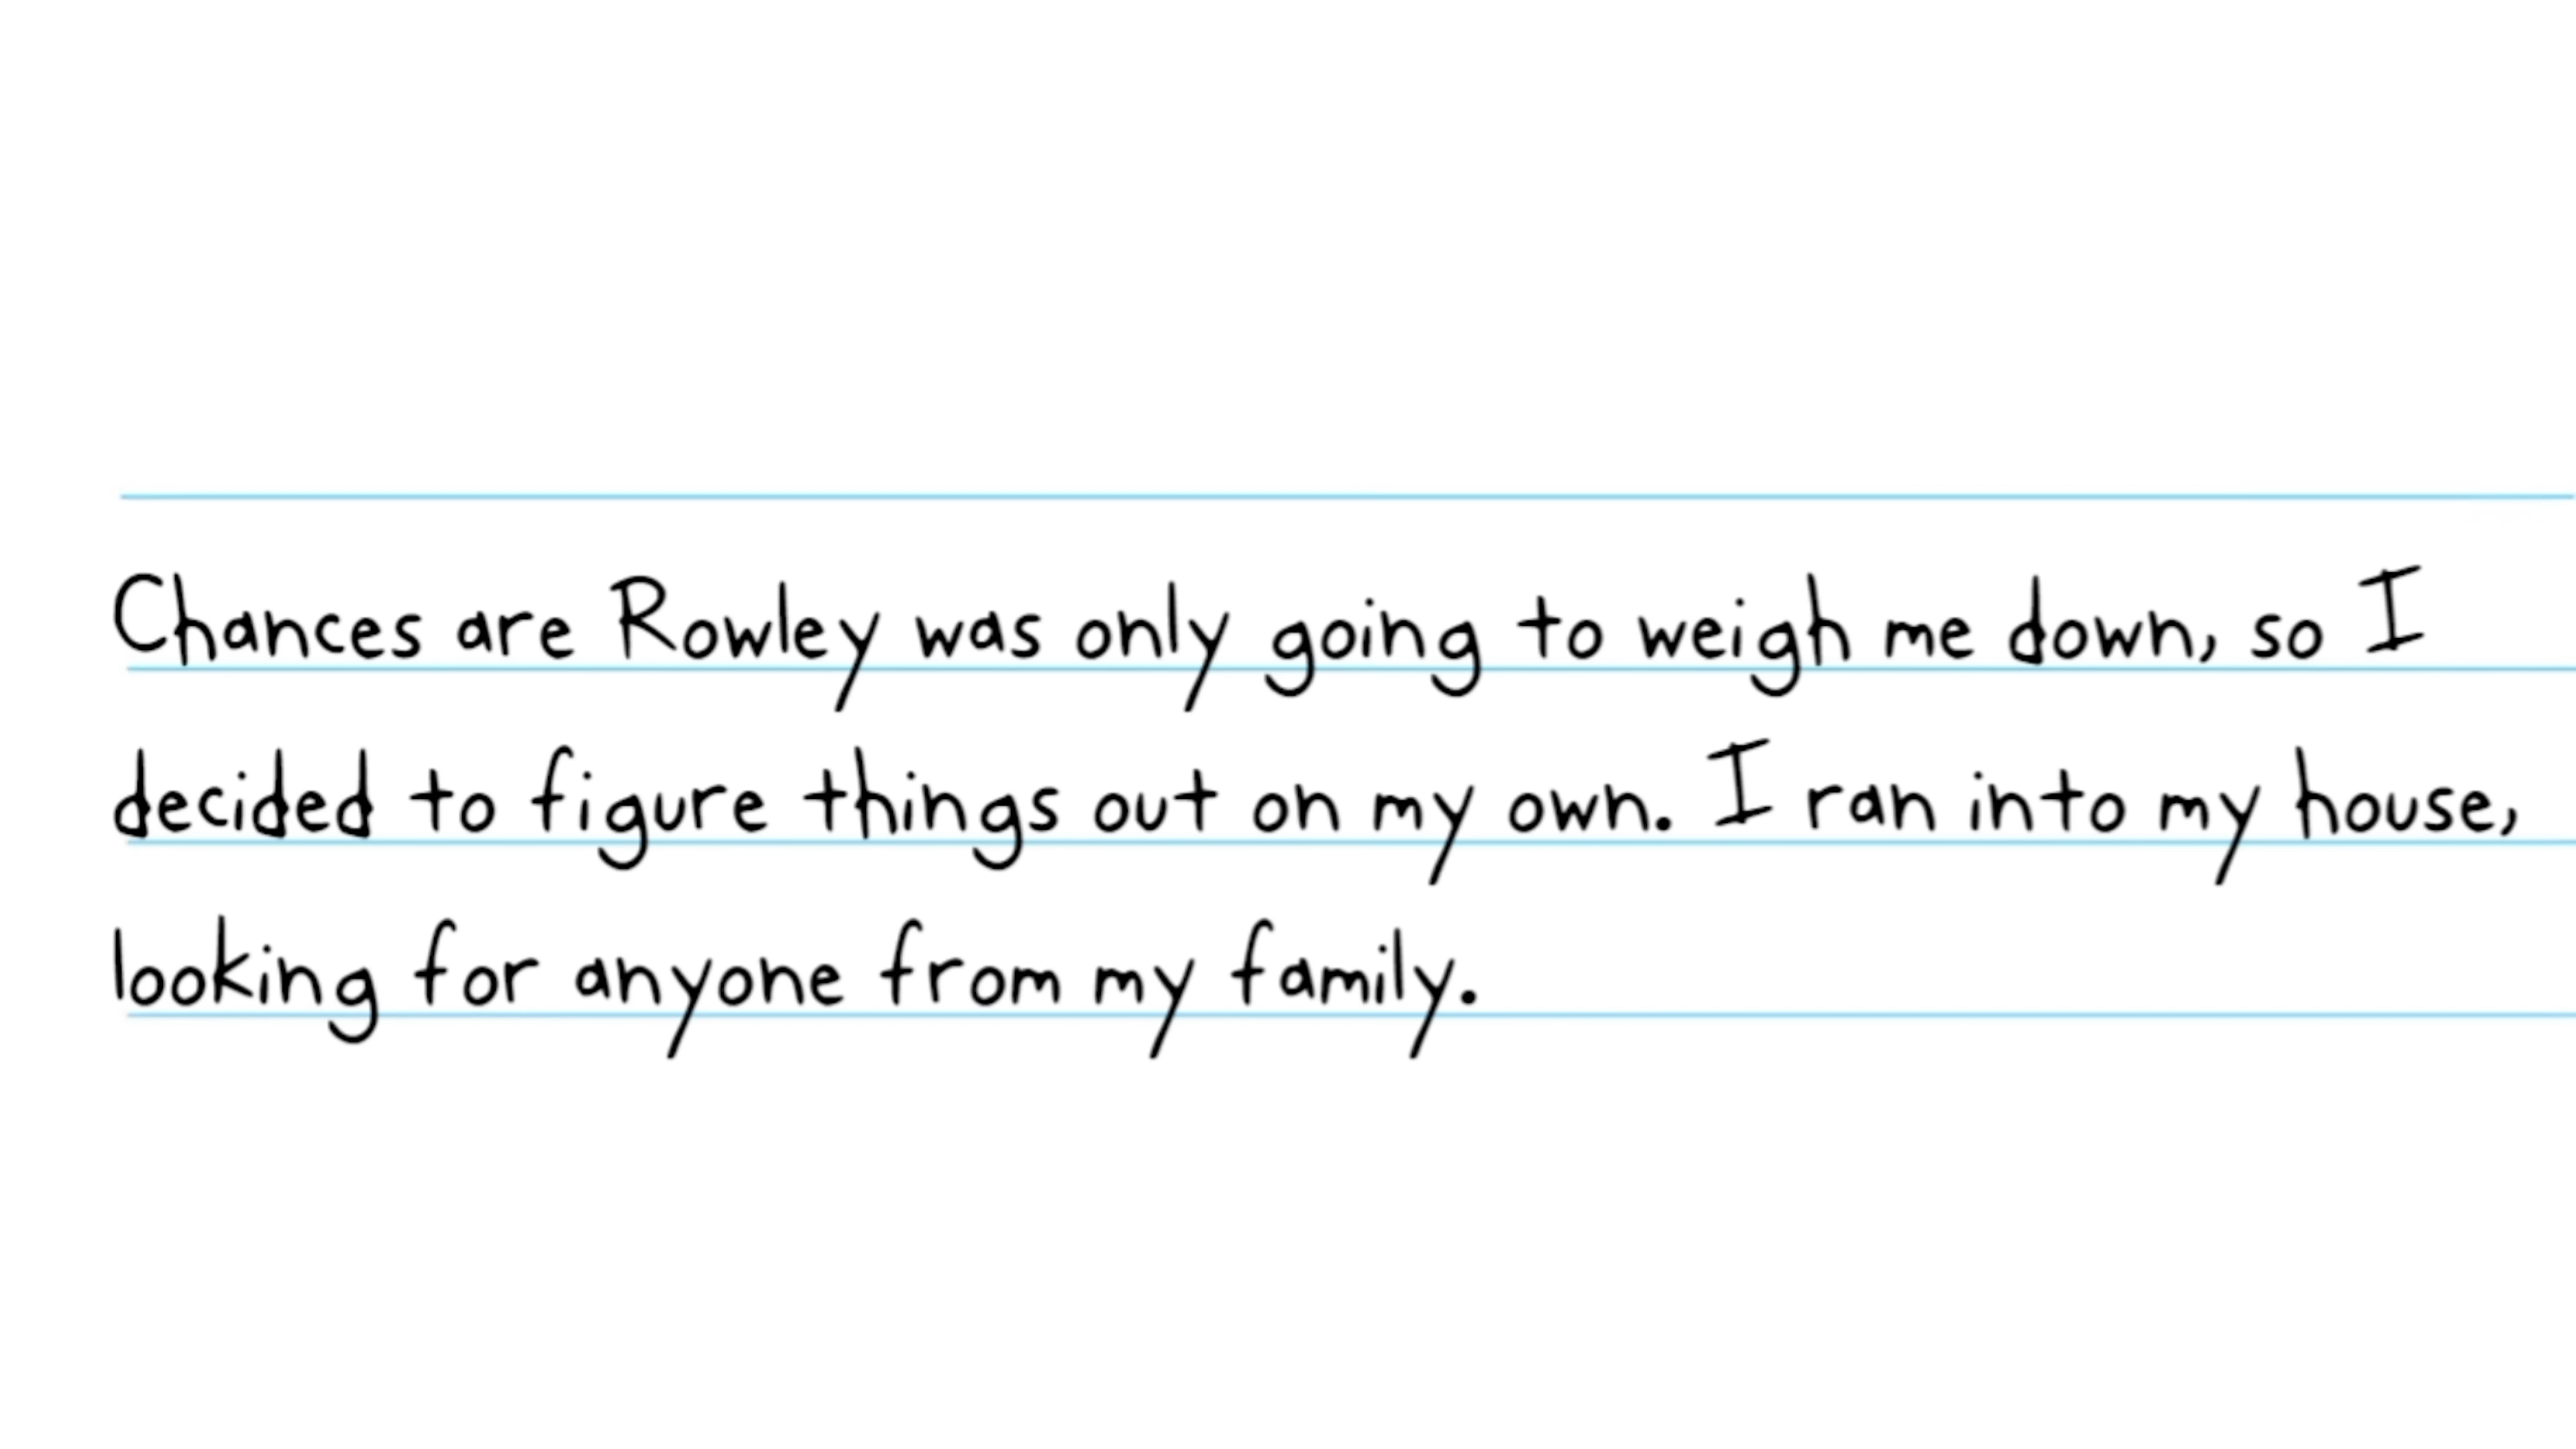 Chances are Rowley was only going to weigh me down, so I
decided to figure things out on my own. I ran into my house,
looking for anyone from my family.